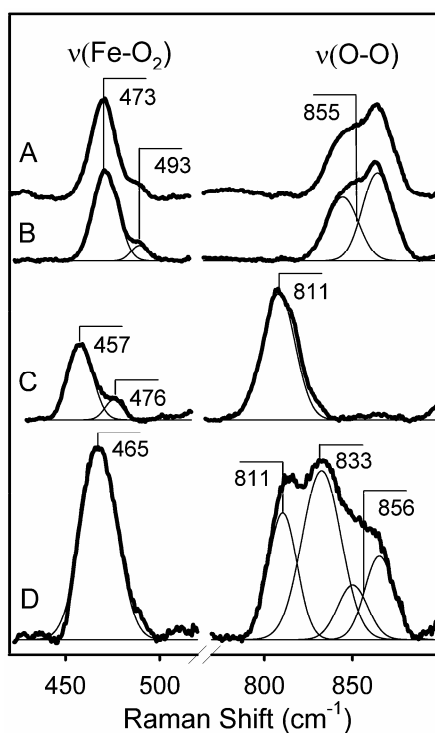 ν(Fe-O₂) ν(O-O)
473
855
493
A
B
811
457
476
C
465
811
833
856
D
450 500 800 850
Raman Shift (cm⁻¹)